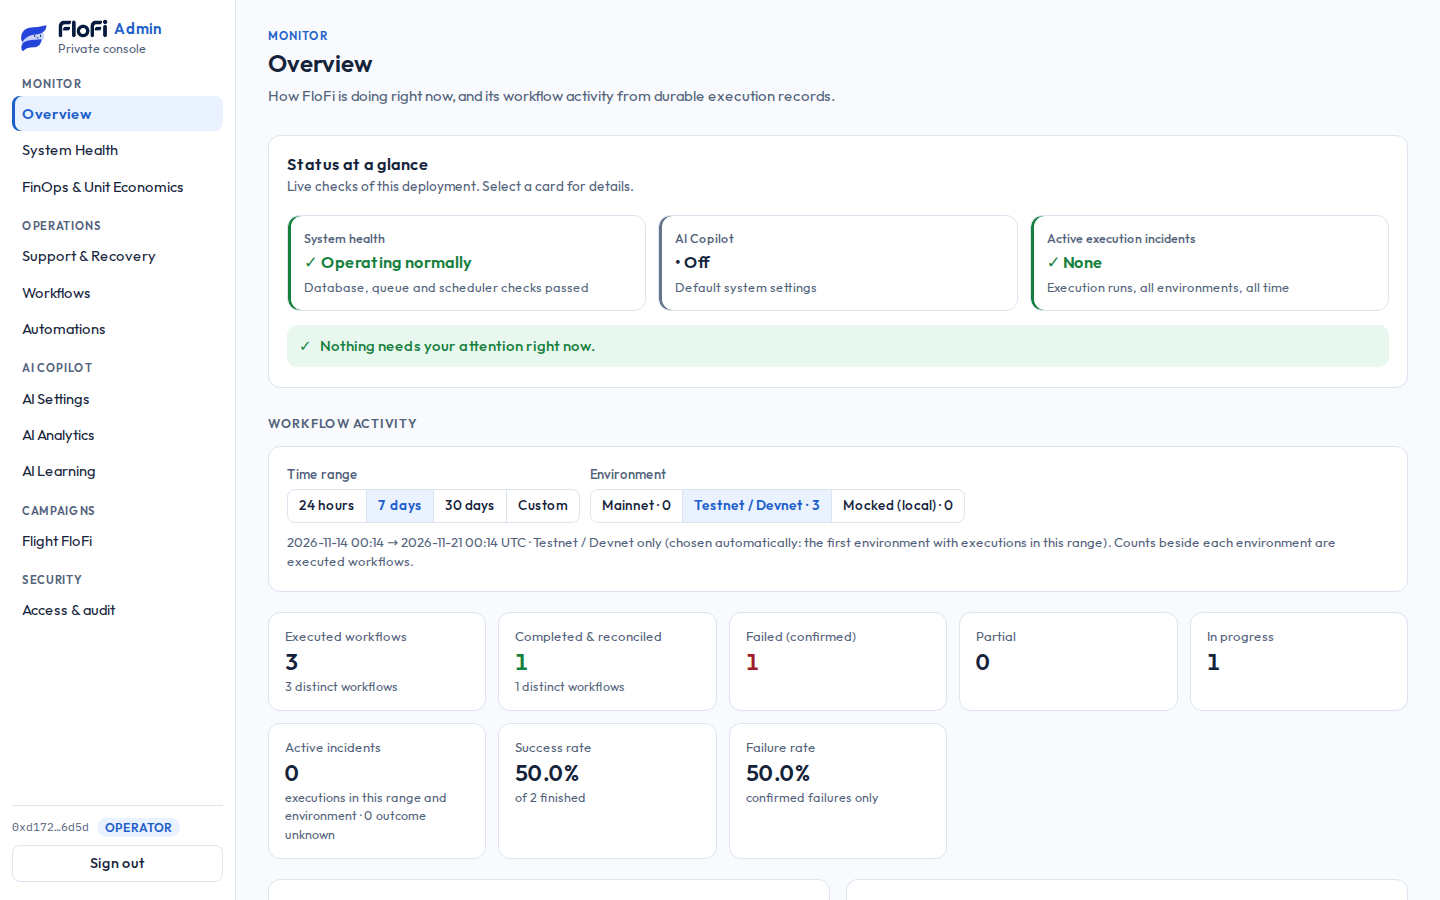 FloFi Admin
Private console
MONITOR
Overview
System Health
FinOps & Unit Economics
OPERATIONS
Support & Recovery
Workflows
Automations
AI COPILOT
AI Settings
AI Analytics
AI Learning
CAMPAIGNS
Flight FloFi
SECURITY
Access & audit
0xd172…6d5d OPERATOR
Sign out
MONITOR
Overview
How FloFi is doing right now, and its workflow activity from durable execution records.
Status at a glance
Live checks of this deployment. Select a card for details.
System health
✓ Operating normally
Database, queue and scheduler checks passed
AI Copilot
• Off
Default system settings
Active execution incidents
✓ None
Execution runs, all environments, all time
✓ Nothing needs your attention right now.
WORKFLOW ACTIVITY
Time range
24 hours 7 days 30 days Custom
Environment
Mainnet · 0 Testnet / Devnet · 3 Mocked (local) · 0
2026-11-14 00:14 → 2026-11-21 00:14 UTC · Testnet / Devnet only (chosen automatically: the first environment with executions in this range). Counts beside each environment are
executed workflows.
Executed workflows
3
3 distinct workflows
Completed & reconciled
1
1 distinct workflows
Failed (confirmed)
1
Partial
0
In progress
1
Active incidents
0
executions in this range and
environment · 0 outcome
unknown
Success rate
50.0%
of 2 finished
Failure rate
50.0%
confirmed failures only